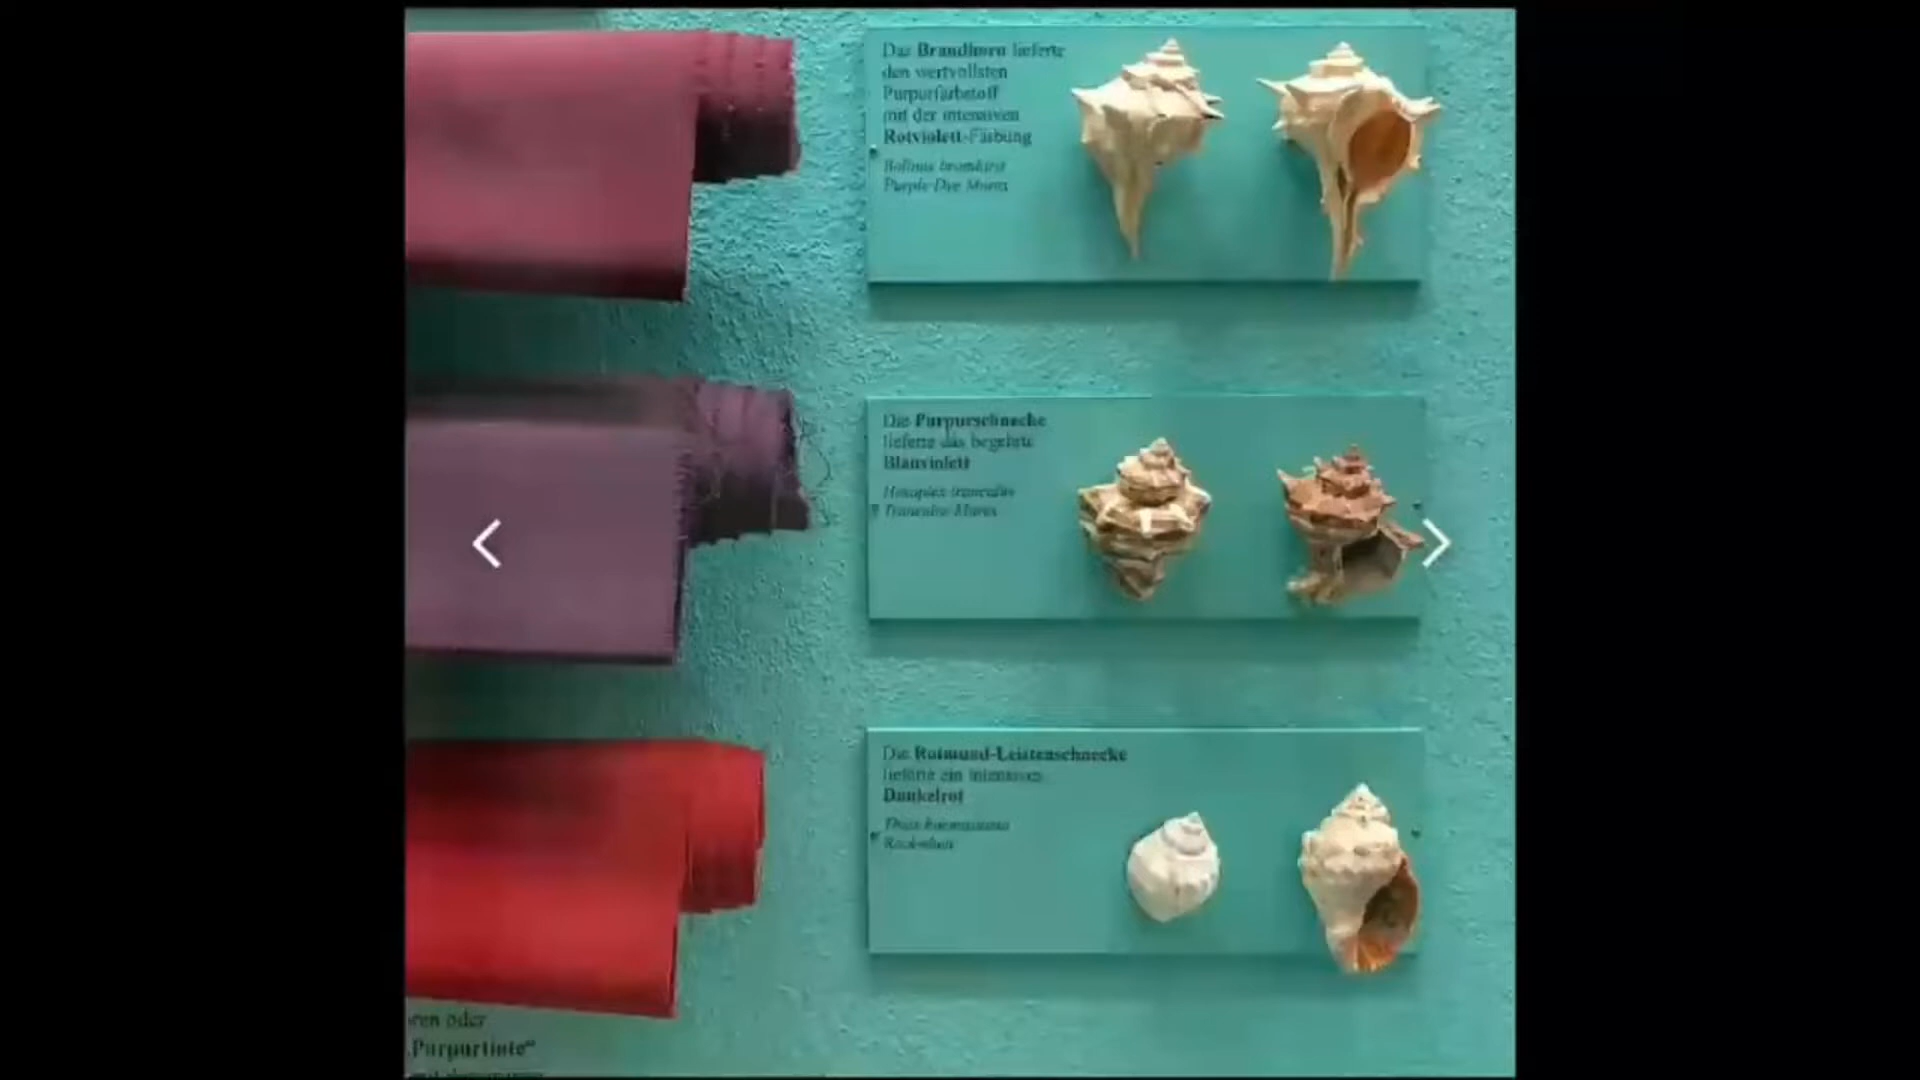 Das Brandhorn lieferte
den wertvollsten
Purpurfarbstoff
mit der intensiven
Rotviolett-Färbung
Bolinus brandaris
Purple Dye Murex
Die Purpurschnecke
lieferte das begehrte
Blauviolett
Hexaplex trunculus
Trunculus Murex
Die Rotmund-Leistenschnecke
lieferte ein intensives
Dunkelrot
Thais haemastoma
Rock-shell
ren oder
„Purpurtinte“